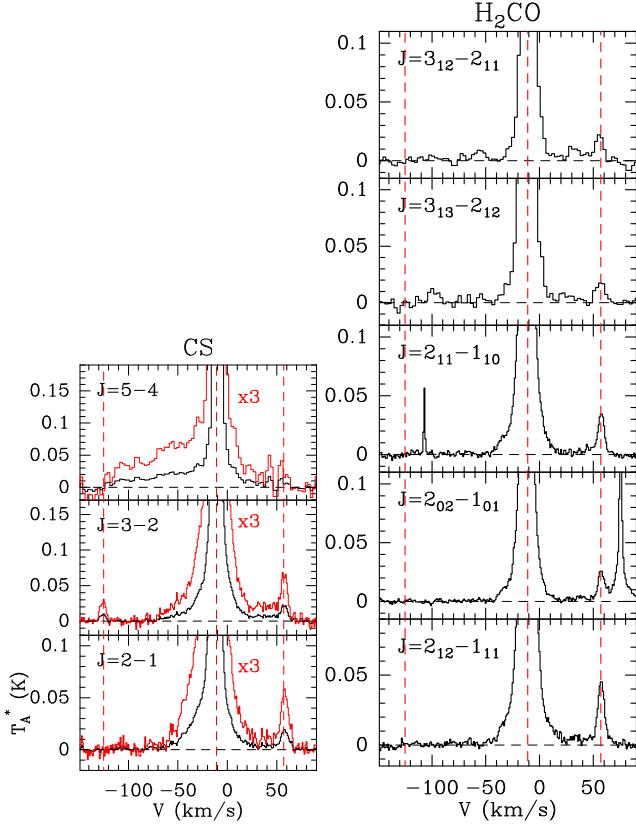 H₂CO
0.1
0.05
0
J=3₁₂−2₁₁
0.1
0.05
0
J=3₁₃−2₁₂
CS
0.1
0.05
0
J=2₁₁−1₁₀
0.15
0.1
0.05
0
J=5−4
x3
0.1
0.05
0
J=2₀₂−1₀₁
0.15
0.1
0.05
0
J=3−2
x3
0.05
0
J=2₁₂−1₁₁
0.1
0.05
0
J=2−1
x3
T_A* (K)
−100 −50 0 50
V (km/s)
−100 −50 0 50
V (km/s)